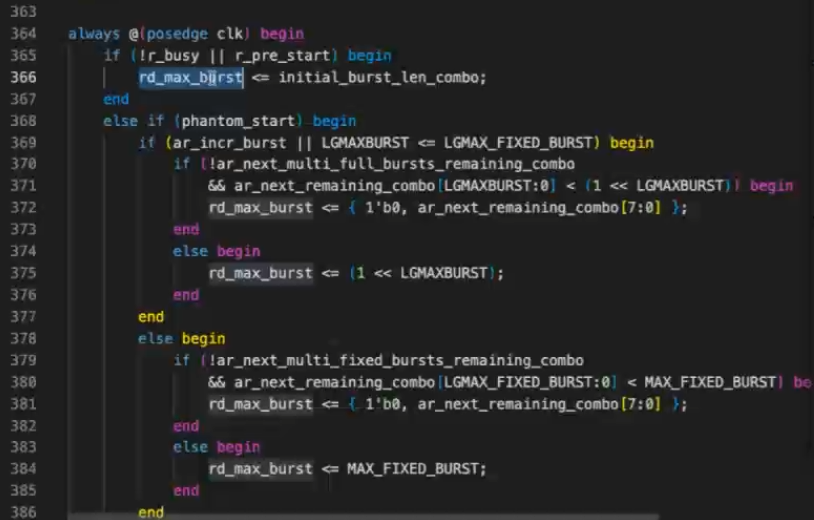 363
364 always @(posedge clk) begin
365 if (!r_busy || r_pre_start) begin
366 rd_max_burst <= initial_burst_len_combo;
367 end
368 else if (phantom_start) begin
369 if (ar_incr_burst || LGMAXBURST <= LGMAX_FIXED_BURST) begin
370 if (!ar_next_multi_full_bursts_remaining_combo
371 && ar_next_remaining_combo[LGMAXBURST:0] < (1 << LGMAXBURST)) begin
372 rd_max_burst <= { 1'b0, ar_next_remaining_combo[7:0] };
373 end
374 else begin
375 rd_max_burst <= (1 << LGMAXBURST);
376 end
377 end
378 else begin
379 if (!ar_next_multi_fixed_bursts_remaining_combo
380 && ar_next_remaining_combo[LGMAX_FIXED_BURST:0] < MAX_FIXED_BURST) be
381 rd_max_burst <= { 1'b0, ar_next_remaining_combo[7:0] };
382 end
383 else begin
384 rd_max_burst <= MAX_FIXED_BURST;
385 end
386 end